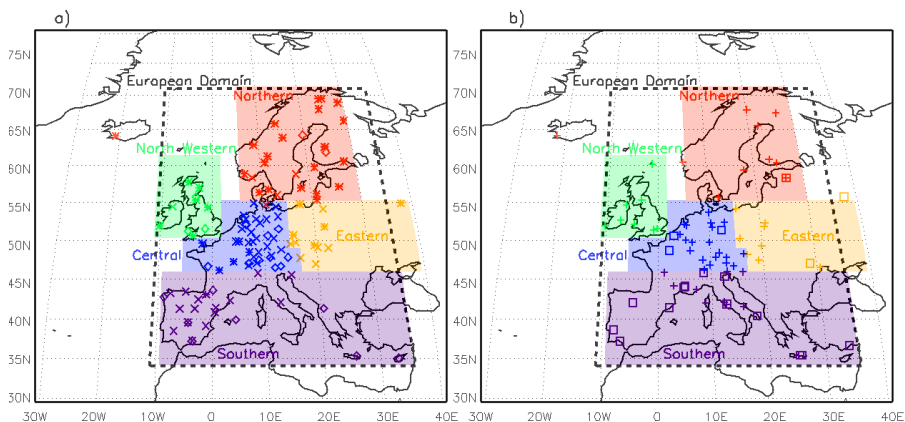 a)
b)
75N
70N
65N
60N
55N
50N
45N
40N
35N
30N
30W 20W 10W 0 10E 20E 30E 40E
European Domain
Northern
North-Western
Central
Eastern
Southern
75N
70N
65N
60N
55N
50N
45N
40N
35N
30N
30W 20W 10W 0 10E 20E 30E 40E
European Domain
Northern
North-Western
Central
Eastern
Southern